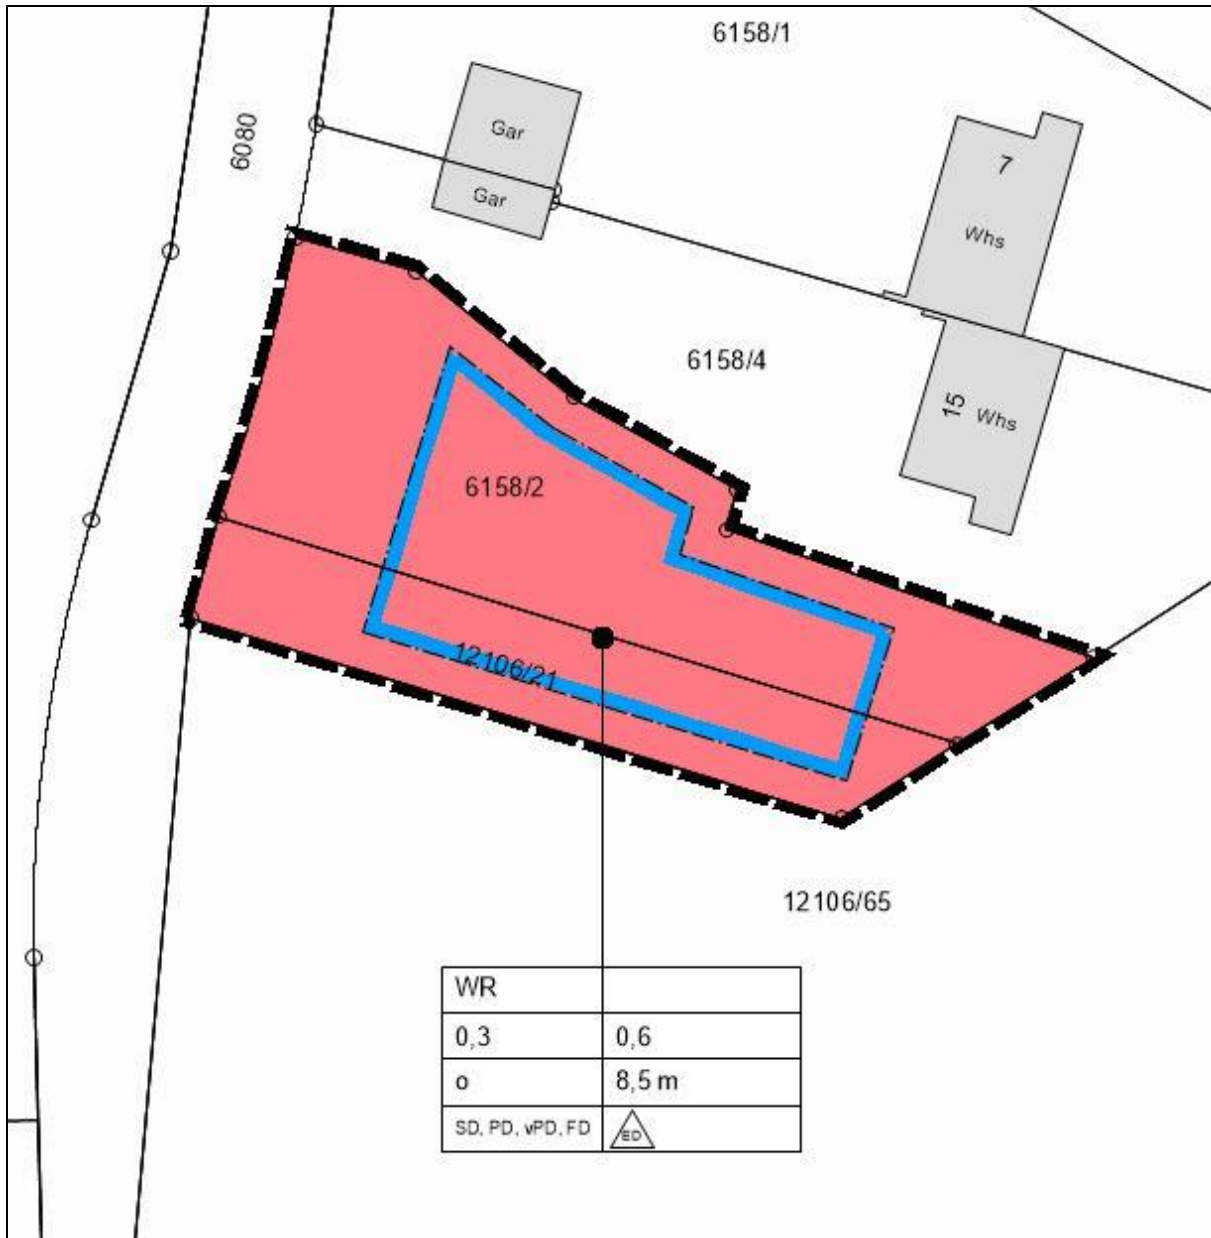 6158/1
6080
Gar
Gar
7
Whs
6158/4
15
Whs
6158/2
12106/21
12106/65
WR
0,3 0,6
o 8,5 m
SD, PD, vPD, FD ED